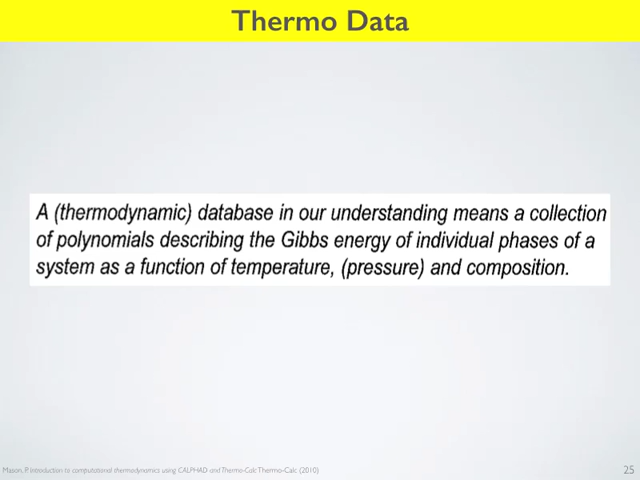 Thermo Data
A (thermodynamic) database in our understanding means a collection
of polynomials describing the Gibbs energy of individual phases of a
system as a function of temperature, (pressure) and composition.
Mason, P. Introduction to computational thermodynamics using CALPHAD and Thermo-Calc Thermo-Calc (2010)
25